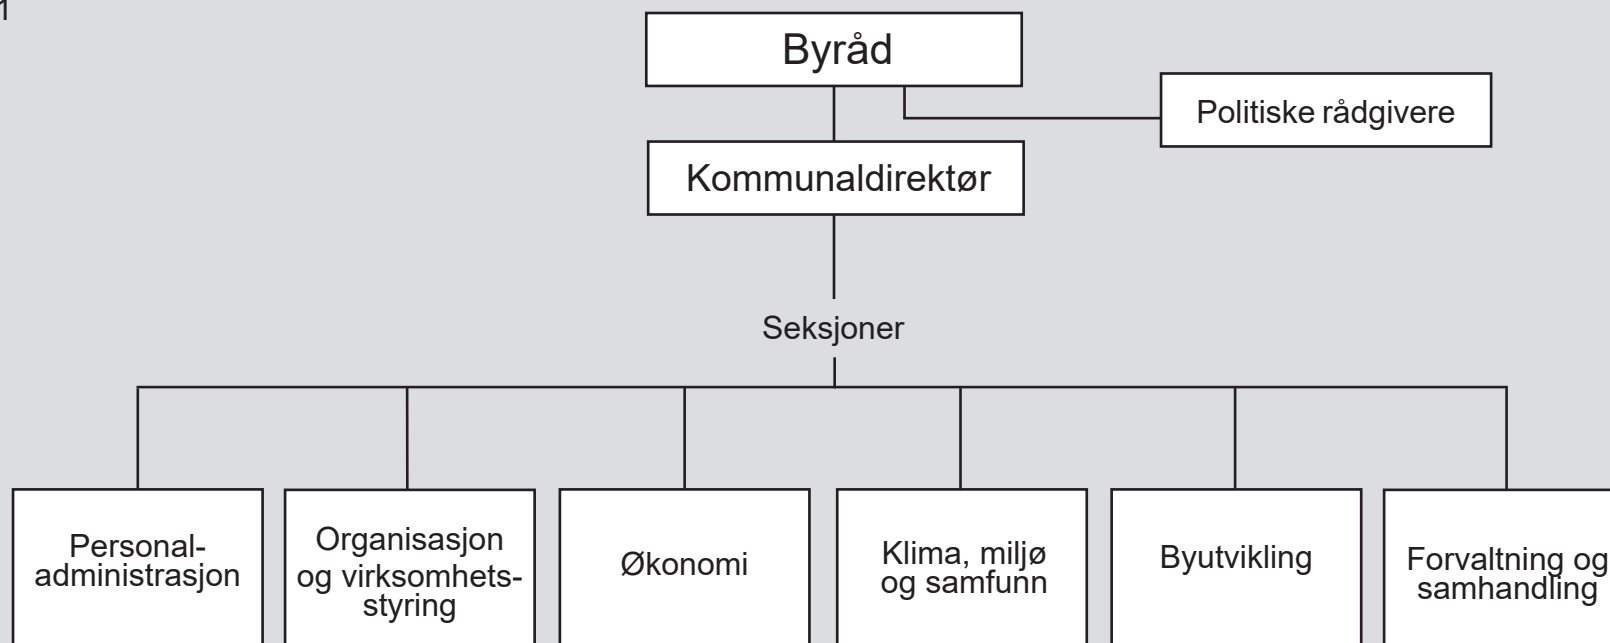 1
Byråd
Politiske rådgivere
Kommunaldirektør
Seksjoner
Personal-
administrasjon
Organisasjon
og virksomhets-
styring
Økonomi
Klima, miljø
og samfunn
Byutvikling
Forvaltning og
samhandling